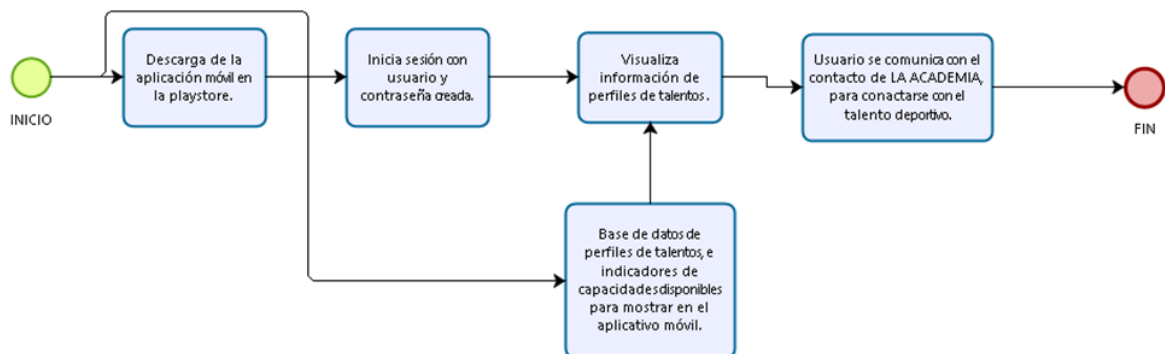 INICIO
Descarga de la
aplicación móvil en
la playstore.
Inicia sesión con
usuario y
contraseña creada.
Visualiza
información de
perfiles de talentos.
Usuario se comunica con el
contacto de LA ACADEMIA,
para conactarse con el
talento deportivo.
FIN
Base de datos de
perfiles de talentos, e
indicadores de
capacidades disponibles
para mostrar en el
aplicativo móvil.